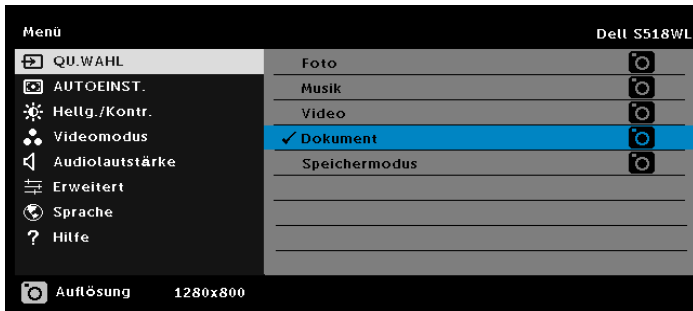 Menü
Dell S518WL
QU.WAHL
AUTOEINST.
Hellg./Kontr.
Videomodus
Audiolautstärke
Erweitert
Sprache
? Hilfe
Foto
Musik
Video
✓ Dokument
Speichermodus
Auflösung 1280x800